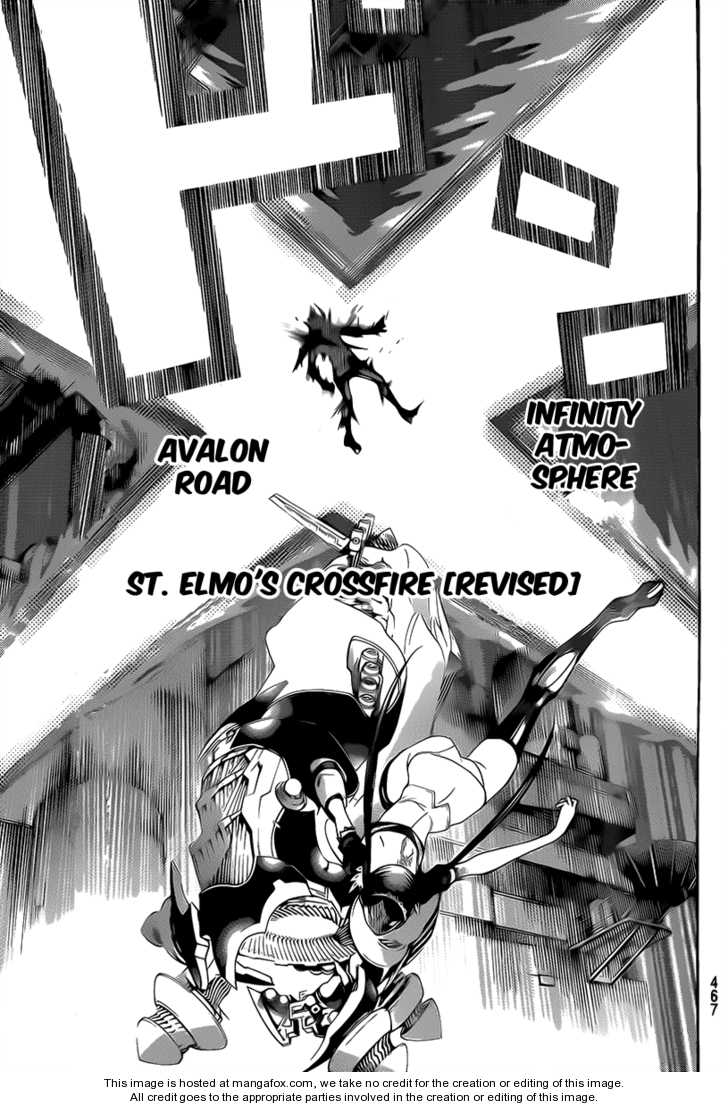 ド
INFINITY
ATMO-
SPHERE
AVALON
ROAD
ST. ELMO'S CROSSFIRE [REVISED]
467
This image is hosted at mangafox.com, we take no credit for the creation or editing of this image.
All credit goes to the appropriate parties involved in the creation or editing of this image.